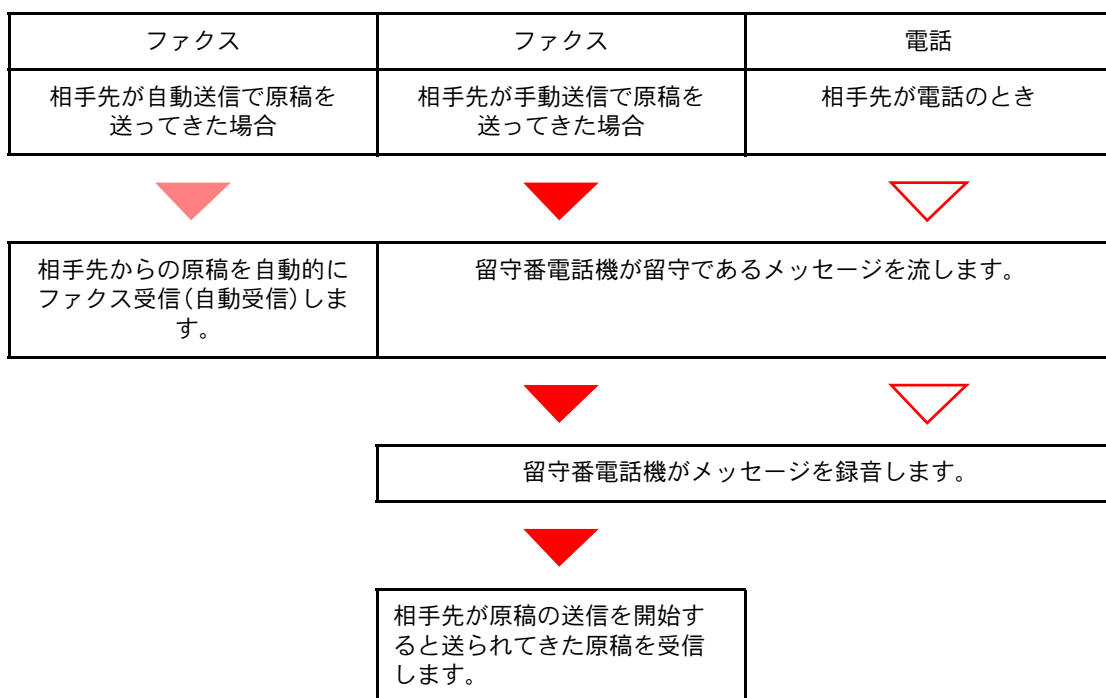 ファクス
ファクス
電話
相手先が自動送信で原稿を
送ってきた場合
相手先が手動送信で原稿を
送ってきた場合
相手先が電話のとき
相手先からの原稿を自動的に
ファクス受信(自動受信)しま
す。
留守番電話機が留守であるメッセージを流します。
留守番電話機がメッセージを録音します。
相手先が原稿の送信を開始す
ると送られてきた原稿を受信
します。